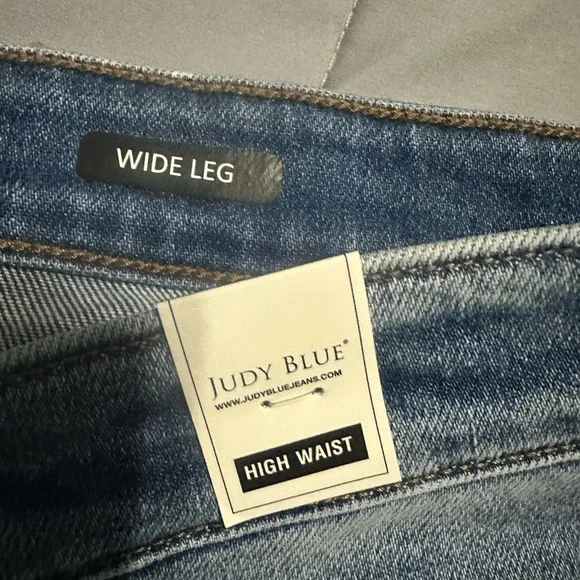 WIDE LEG
JUDY BLUE®
WWW.JUDYBLUEJEANS.COM
HIGH WAIST